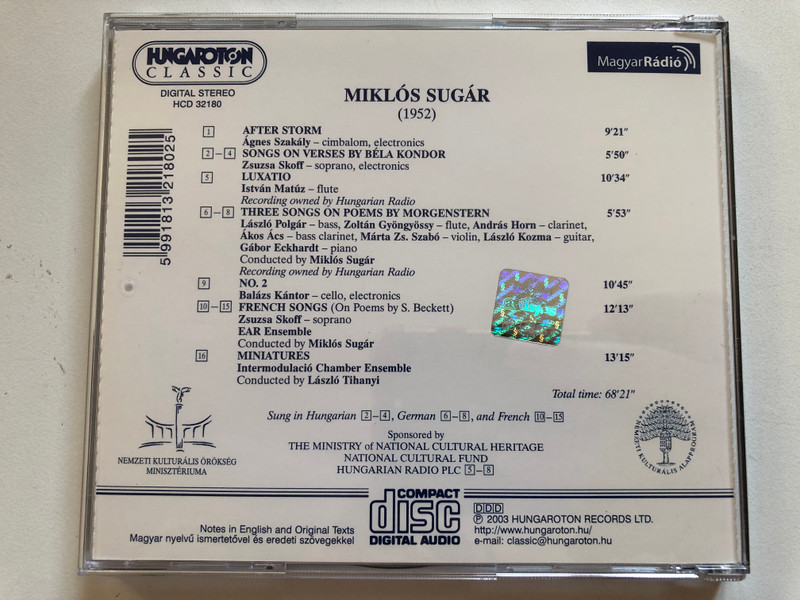 HUNGAROTON
CLASSIC
DIGITAL STEREO
HCD 32180
MagyarRádió
MIKLÓS SUGÁR
(1952)
1 AFTER STORM 9'21"
Ágnes Szakály – cimbalom, electronics
2–4 SONGS ON VERSES BY BÉLA KONDOR 5'50"
Zsuzsa Skoff – soprano, electronics
5 LUXATIO 10'34"
István Matúz – flute
Recording owned by Hungarian Radio
6–8 THREE SONGS ON POEMS BY MORGENSTERN 5'53"
László Polgár – bass, Zoltán Gyöngyössy – flute, András Horn – clarinet,
Ákos Ács – bass clarinet, Márta Zs. Szabó – violin, László Kozma – guitar,
Gábor Eckhardt – piano
Conducted by Miklós Sugár
Recording owned by Hungarian Radio
9 NO. 2 10'45"
Balázs Kántor – cello, electronics
10–15 FRENCH SONGS (On Poems by S. Beckett) 12'13"
Zsuzsa Skoff – soprano
EAR Ensemble
Conducted by Miklós Sugár
16 MINIATURES 13'15"
Intermodulació Chamber Ensemble
Conducted by László Tihanyi
Total time: 68'21"
5 991813 218025
Sung in Hungarian 2–4, German 6–8, and French 10–15
Sponsored by
THE MINISTRY of NATIONAL CULTURAL HERITAGE
NATIONAL CULTURAL FUND
HUNGARIAN RADIO PLC 5–8
NEMZETI KULTURÁLIS ÖRÖKSÉG
MINISZTÉRIUMA
NEMZETI KULTURÁLIS ALAPPROGRAM
Notes in English and Original Texts
Magyar nyelvű ismertetővel és eredeti szövegekkel
COMPACT
disc
DIGITAL AUDIO
DDD
℗ 2003 HUNGAROTON RECORDS LTD.
http://www.hungaroton.hu/
e-mail: classic@hungaroton.hu